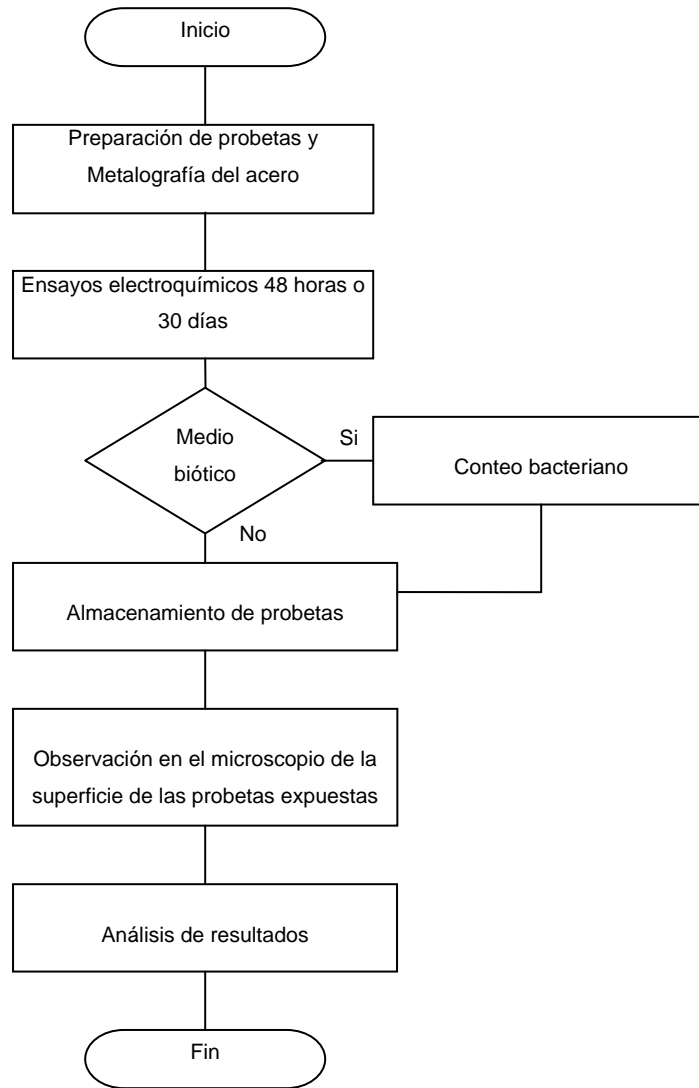 Inicio
Preparación de probetas y
Metalografía del acero
Ensayos electroquímicos 48 horas o
30 días
Medio
biótico
Si
Conteo bacteriano
No
Almacenamiento de probetas
Observación en el microscopio de la
superficie de las probetas expuestas
Análisis de resultados
Fin